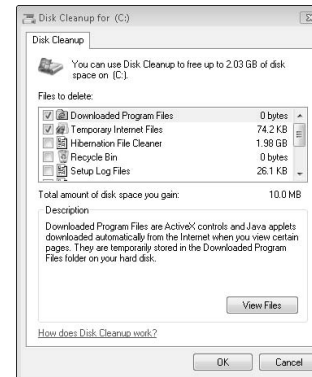 Disk Cleanup for (C:)
Disk Cleanup
You can use Disk Cleanup to free up to 2.03 GB of disk
space on (C:).
Files to delete:
Downloaded Program Files 0 bytes
Temporary Internet Files 74.2 KB
Hibernation File Cleaner 1.98 GB
Recycle Bin 0 bytes
Setup Log Files 26.1 KB
Total amount of disk space you gain: 10.0 MB
Description
Downloaded Program Files are ActiveX controls and Java applets
downloaded automatically from the Internet when you view certain
pages. They are temporarily stored in the Downloaded Program
Files folder on your hard disk.
View Files
How does Disk Cleanup work?
OK Cancel